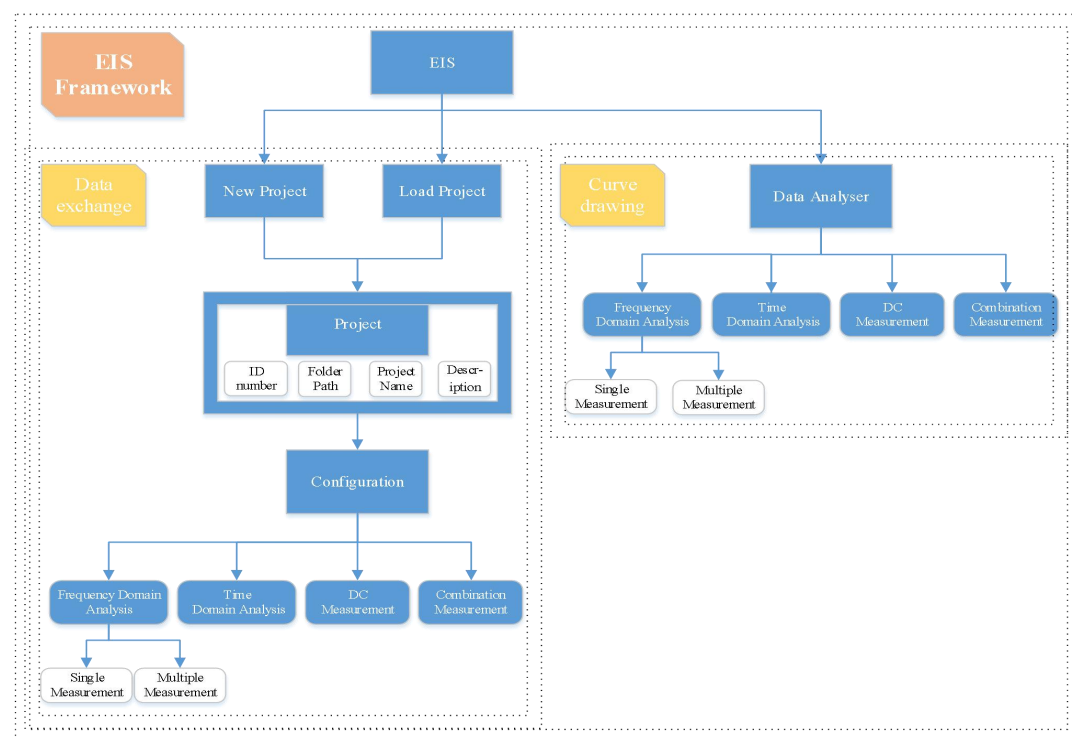 EIS
Framework
EIS
Data
exchange
New Project
Load Project
Curve
drawing
Data Analyser
Project
ID
number
Folder
Path
Project
Name
Descr-
iption
Frequency
Domain Analysis
Time
Domain Analysis
DC
Measurement
Combination
Measurement
Single
Measurement
Multiple
Measurement
Configuration
Frequency Domain
Analysis
Time
Domain Analysis
DC
Measurement
Combination
Measurement
Single
Measurement
Multiple
Measurement